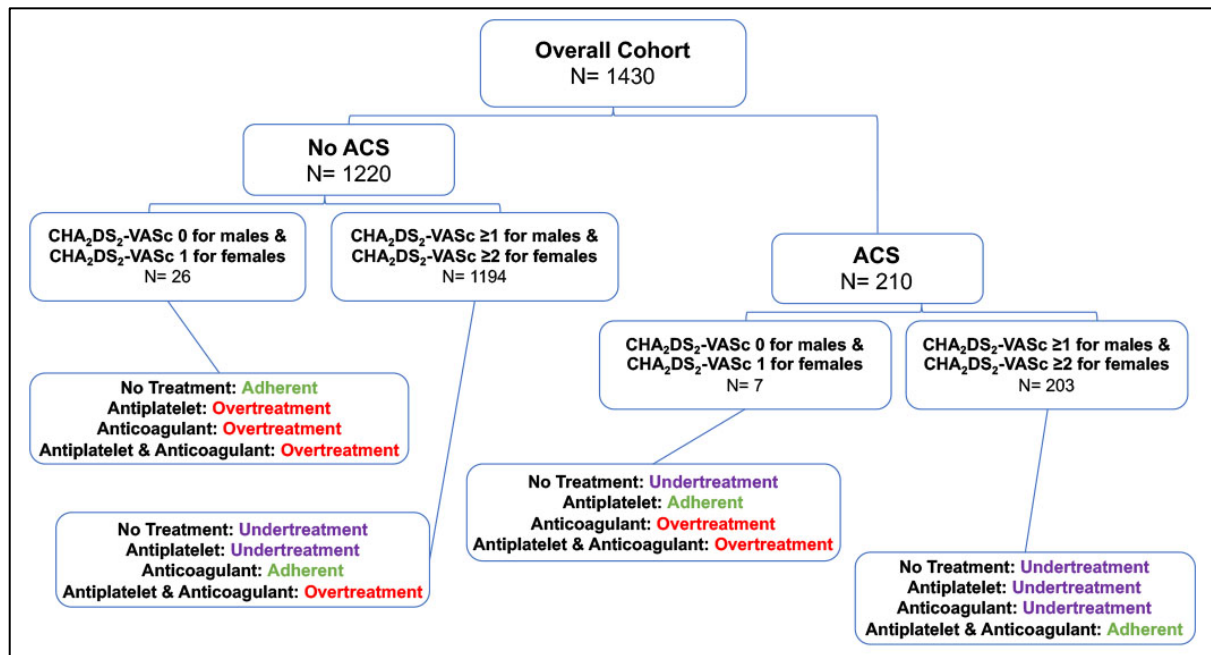 Overall Cohort
N= 1430
No ACS
N= 1220
CHA₂DS₂-VASc 0 for males &
CHA₂DS₂-VASc 1 for females
N= 26
CHA₂DS₂-VASc ≥1 for males &
CHA₂DS₂-VASc ≥2 for females
N= 1194
ACS
N= 210
CHA₂DS₂-VASc 0 for males &
CHA₂DS₂-VASc 1 for females
N= 7
CHA₂DS₂-VASc ≥1 for males &
CHA₂DS₂-VASc ≥2 for females
N= 203
No Treatment: Adherent
Antiplatelet: Overtreatment
Anticoagulant: Overtreatment
Antiplatelet & Anticoagulant: Overtreatment
No Treatment: Undertreatment
Antiplatelet: Undertreatment
Anticoagulant: Adherent
Antiplatelet & Anticoagulant: Overtreatment
No Treatment: Undertreatment
Antiplatelet: Adherent
Anticoagulant: Overtreatment
Antiplatelet & Anticoagulant: Overtreatment
No Treatment: Undertreatment
Antiplatelet: Undertreatment
Anticoagulant: Undertreatment
Antiplatelet & Anticoagulant: Adherent